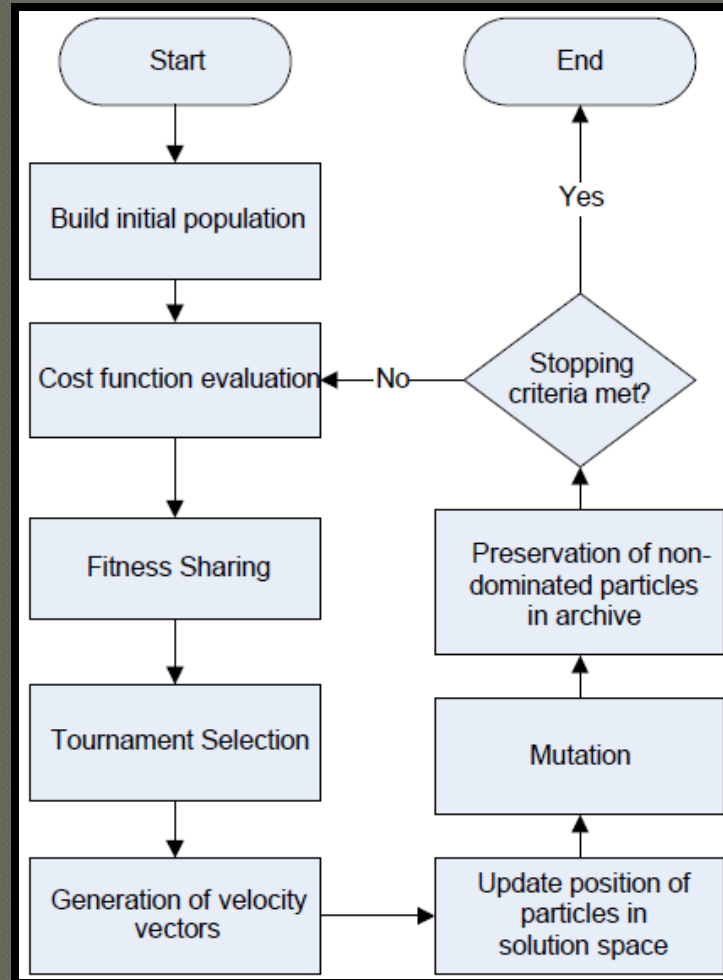 Start
Build initial population
Cost function evaluation
Fitness Sharing
Tournament Selection
Generation of velocity
vectors
Update position of
particles in
solution space
Mutation
Preservation of non-
dominated particles
in archive
Stopping
criteria met?
No
Yes
End